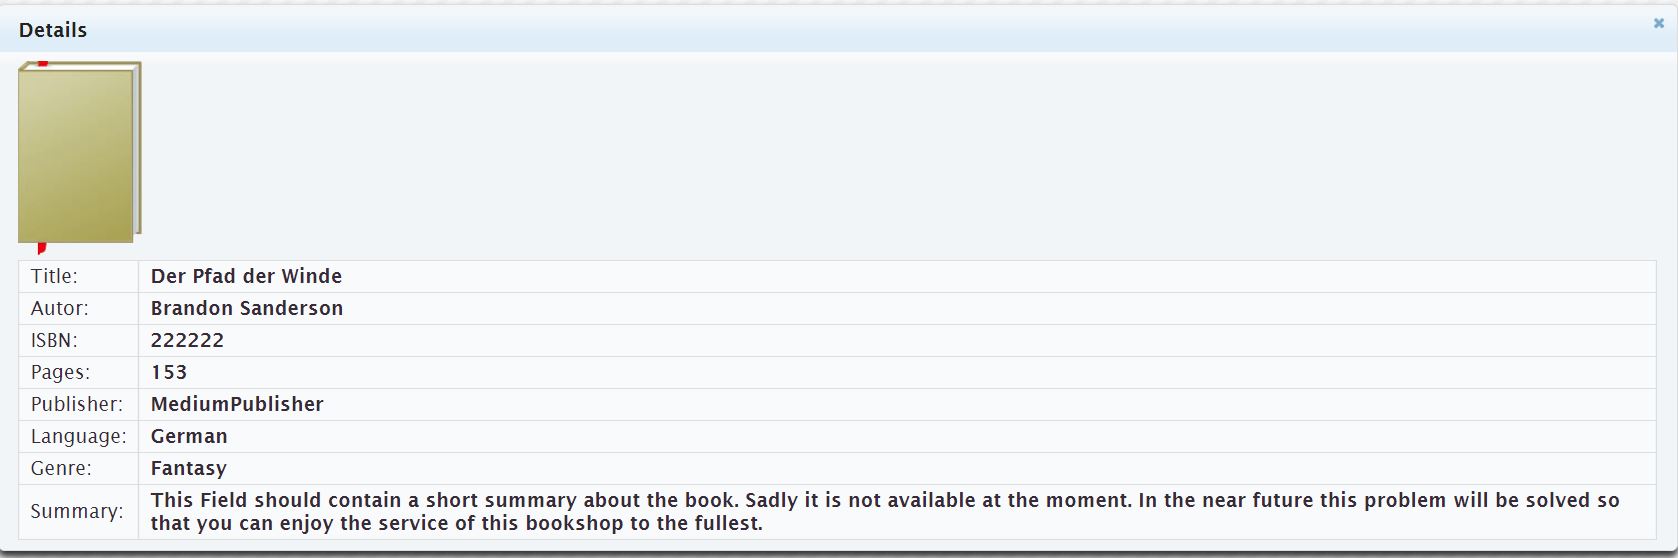 Details
Title: Der Pfad der Winde
Autor: Brandon Sanderson
ISBN: 222222
Pages: 153
Publisher: MediumPublisher
Language: German
Genre: Fantasy
Summary: This Field should contain a short summary about the book. Sadly it is not available at the moment. In the near future this problem will be solved so
that you can enjoy the service of this bookshop to the fullest.